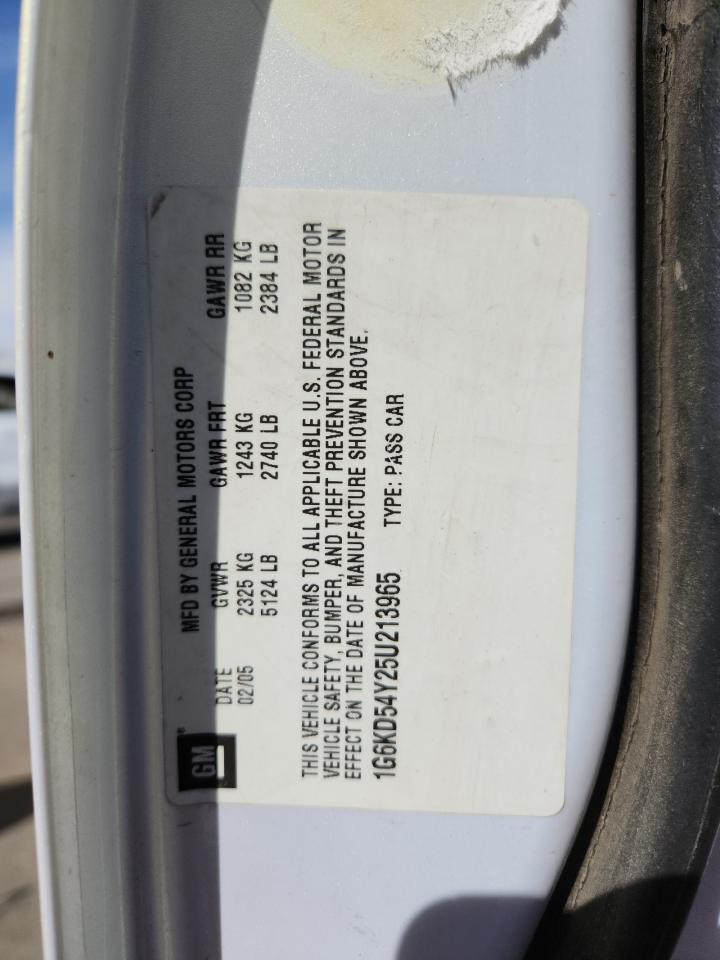 GM
MFD BY GENERAL MOTORS CORP
DATE GVWR GAWR FRT GAWR RR
02/05 2325 KG 1243 KG 1082 KG
5124 LB 2740 LB 2384 LB
THIS VEHICLE CONFORMS TO ALL APPLICABLE U.S. FEDERAL MOTOR
VEHICLE SAFETY, BUMPER, AND THEFT PREVENTION STANDARDS IN
EFFECT ON THE DATE OF MANUFACTURE SHOWN ABOVE.
1G6KD54Y25U213965 TYPE: PASS CAR